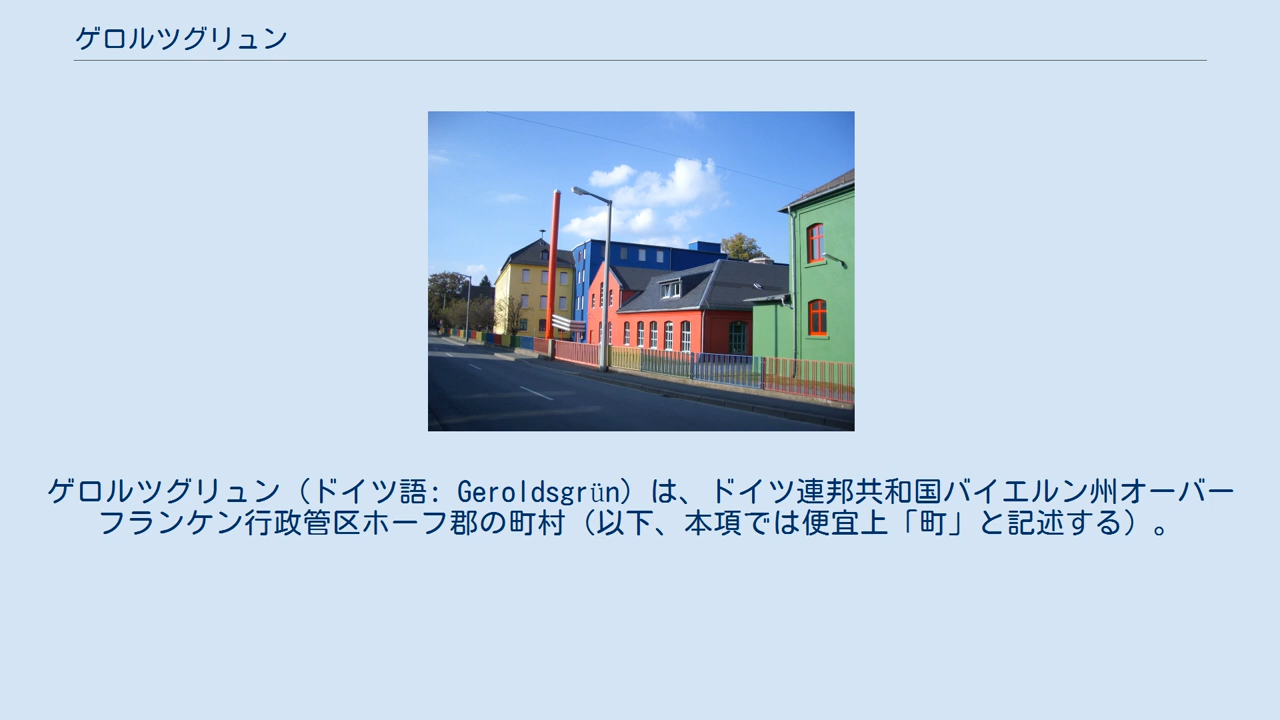 ゲロルツグリュン
ゲロルツグリュン（ドイツ語: Geroldsgrün）は、ドイツ連邦共和国バイエルン州オーバー
フランケン行政管区ホーフ郡の町村（以下、本項では便宜上「町」と記述する）。